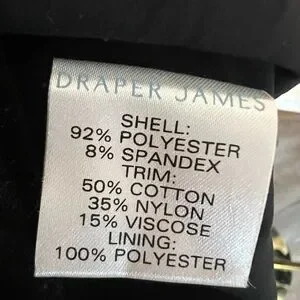 DRAPER JAMES
SHELL:
92% POLYESTER
8% SPANDEX
TRIM:
50% COTTON
35% NYLON
15% VISCOSE
LINING:
100% POLYESTER